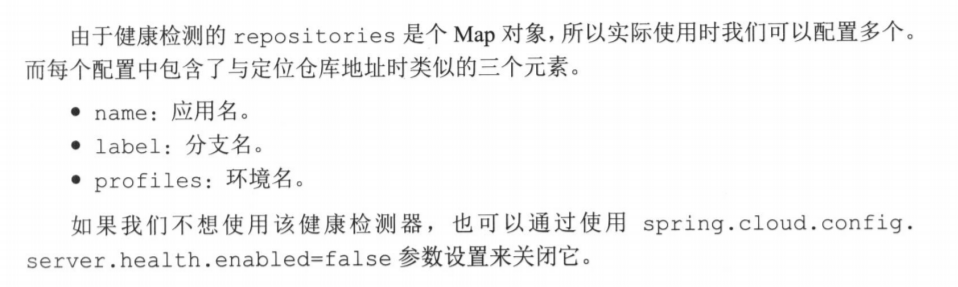 由于健康检测的 repositories 是个 Map 对象，所以实际使用时我们可以配置多个。
而每个配置中包含了与定位仓库地址时类似的三个元素。
● name：应用名。
● label：分支名。
● profiles：环境名。
如果我们不想使用该健康检测器，也可以通过使用 spring.cloud.config.
server.health.enabled=false 参数设置来关闭它。